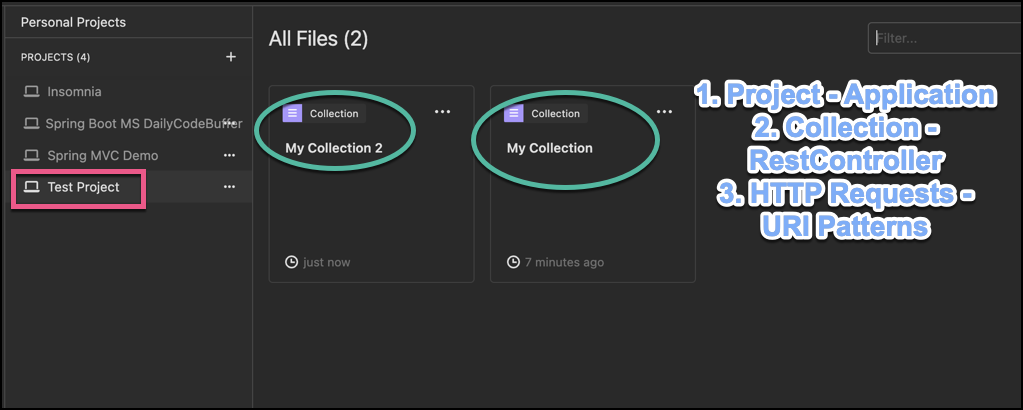 Personal Projects
PROJECTS (4)
Insomnia
Spring Boot MS DailyCodeBuffer
Spring MVC Demo
Test Project
All Files (2)
Filter...
Collection
My Collection 2
just now
Collection
My Collection
7 minutes ago
1. Project - Application
2. Collection -
RestController
3. HTTP Requests -
URI Patterns